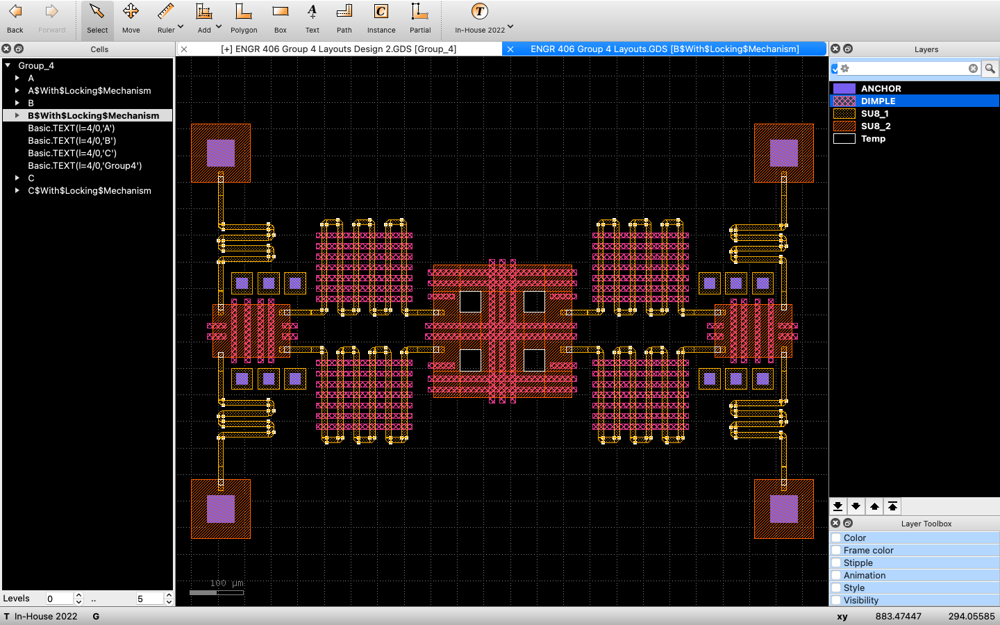 Back
Forward
Select
Move
Ruler
Add
Polygon
Box
A
Text
Path
C
Instance
Partial
T
In-House 2022
Cells
[+] ENGR 406 Group 4 Layouts Design 2.GDS [Group_4]
ENGR 406 Group 4 Layouts.GDS [B$With$Locking$Mechanism]
Layers
Group_4
A
A$With$Locking$Mechanism
B
B$With$Locking$Mechanism
Basic.TEXT(l=4/0,'A')
Basic.TEXT(l=4/0,'B')
Basic.TEXT(l=4/0,'C')
Basic.TEXT(l=4/0,'Group4')
C
C$With$Locking$Mechanism
ANCHOR
DIMPLE
SU8_1
SU8_2
Temp
100 µm
Layer Toolbox
Color
Frame color
Stipple
Animation
Style
Visibility
Levels 0 .. 5
T In-House 2022 G
xy 883.47447 294.05585